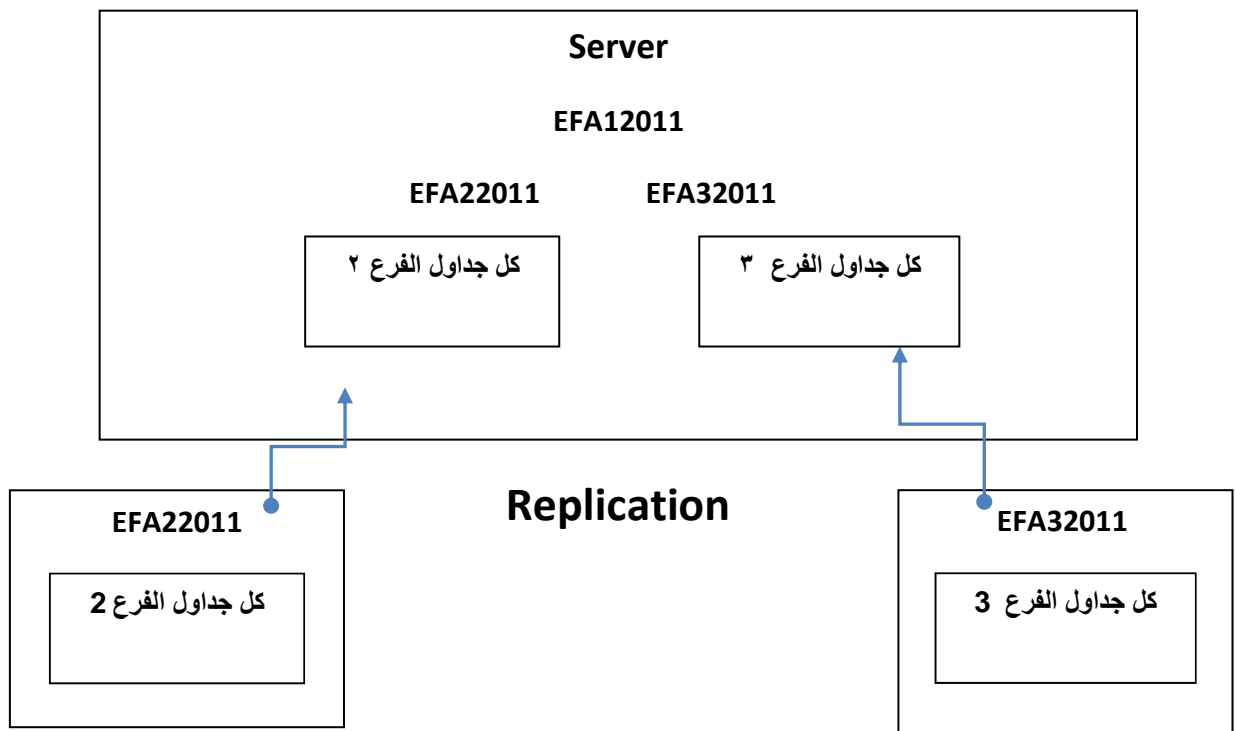 Server
EFA12011
EFA22011 EFA32011
كل جداول الفرع ٢
كل جداول الفرع ٣
Replication
EFA22011
EFA32011
كل جداول الفرع 2
كل جداول الفرع 3